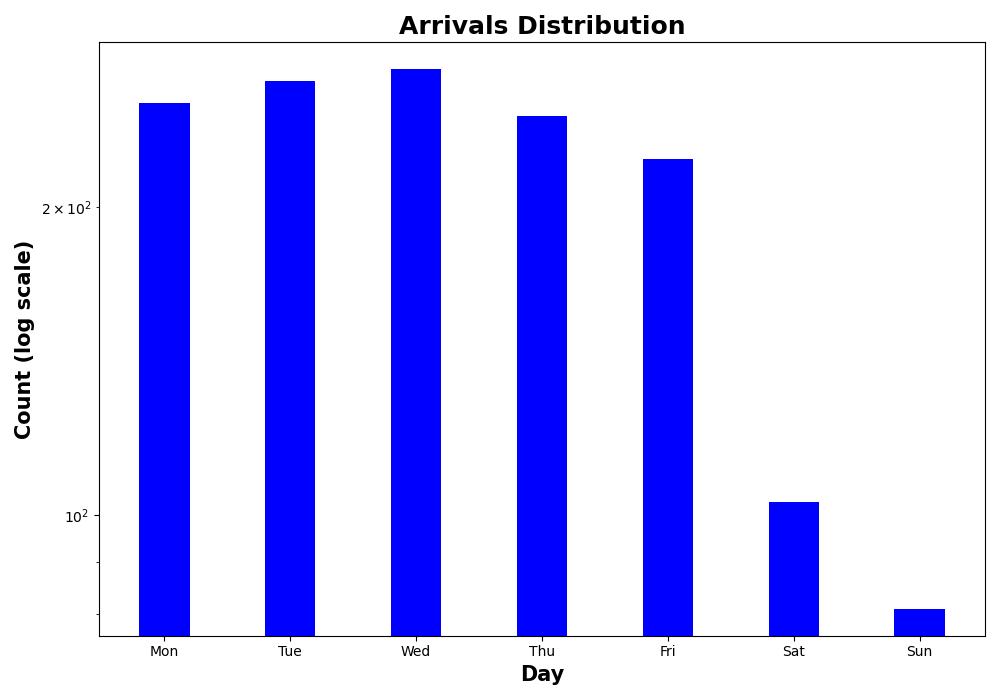 Arrivals Distribution
Count (log scale)
2 × 10²
10²
Mon Tue Wed Thu Fri Sat Sun
Day